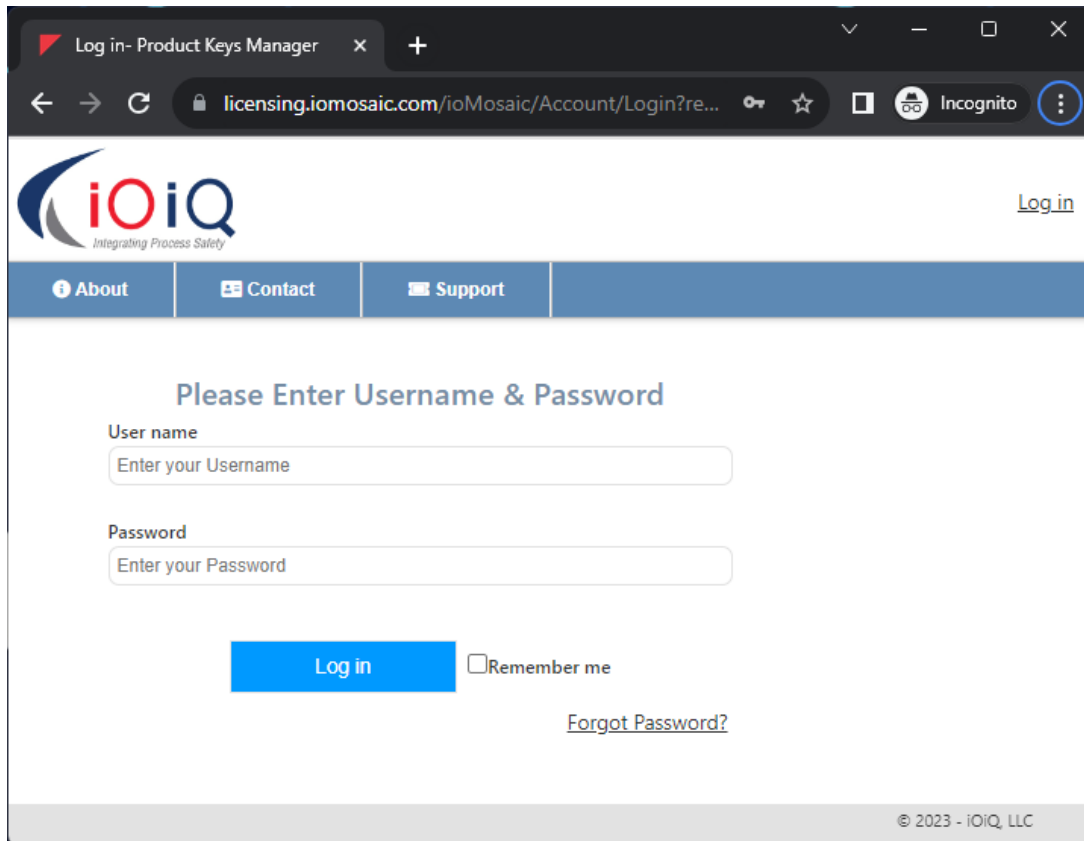 Log in- Product Keys Manager
licensing.iomosaic.com/ioMosaic/Account/Login?re...
Incognito
iOiQ
Integrating Process Safety
Log in
About
Contact
Support
Please Enter Username & Password
User name
Enter your Username
Password
Enter your Password
Log in
Remember me
Forgot Password?
© 2023 - iOiQ, LLC